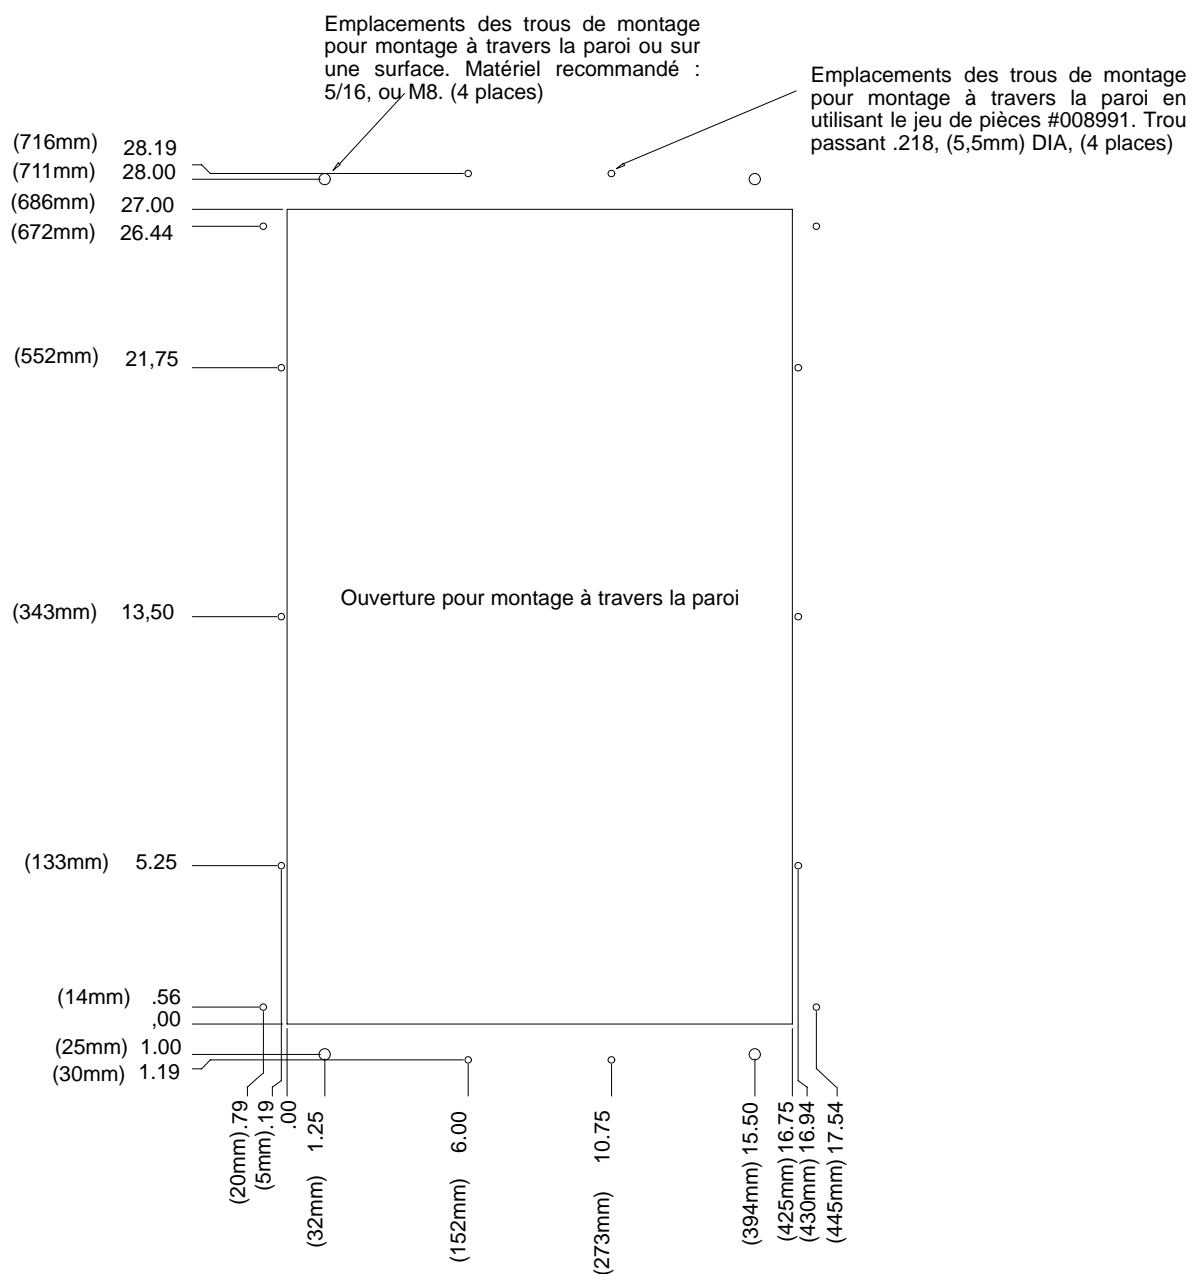 Emplacements des trous de montage
pour montage à travers la paroi ou sur
une surface. Matériel recommandé :
5/16, ou M8. (4 places)
Emplacements des trous de montage
pour montage à travers la paroi en
utilisant le jeu de pièces #008991. Trou
passant .218, (5,5mm) DIA, (4 places)
(716mm) 28.19
(711mm) 28.00
(686mm) 27.00
(672mm) 26.44
(552mm) 21,75
(343mm) 13,50
Ouverture pour montage à travers la paroi
(133mm) 5.25
(14mm) .56
,00
(25mm) 1.00
(30mm) 1.19
(20mm).79
(5mm).19
.00
(32mm) 1.25
(152mm) 6.00
(273mm) 10.75
(394mm) 15.50
(425mm) 16.75
(430mm) 16.94
(445mm) 17.54